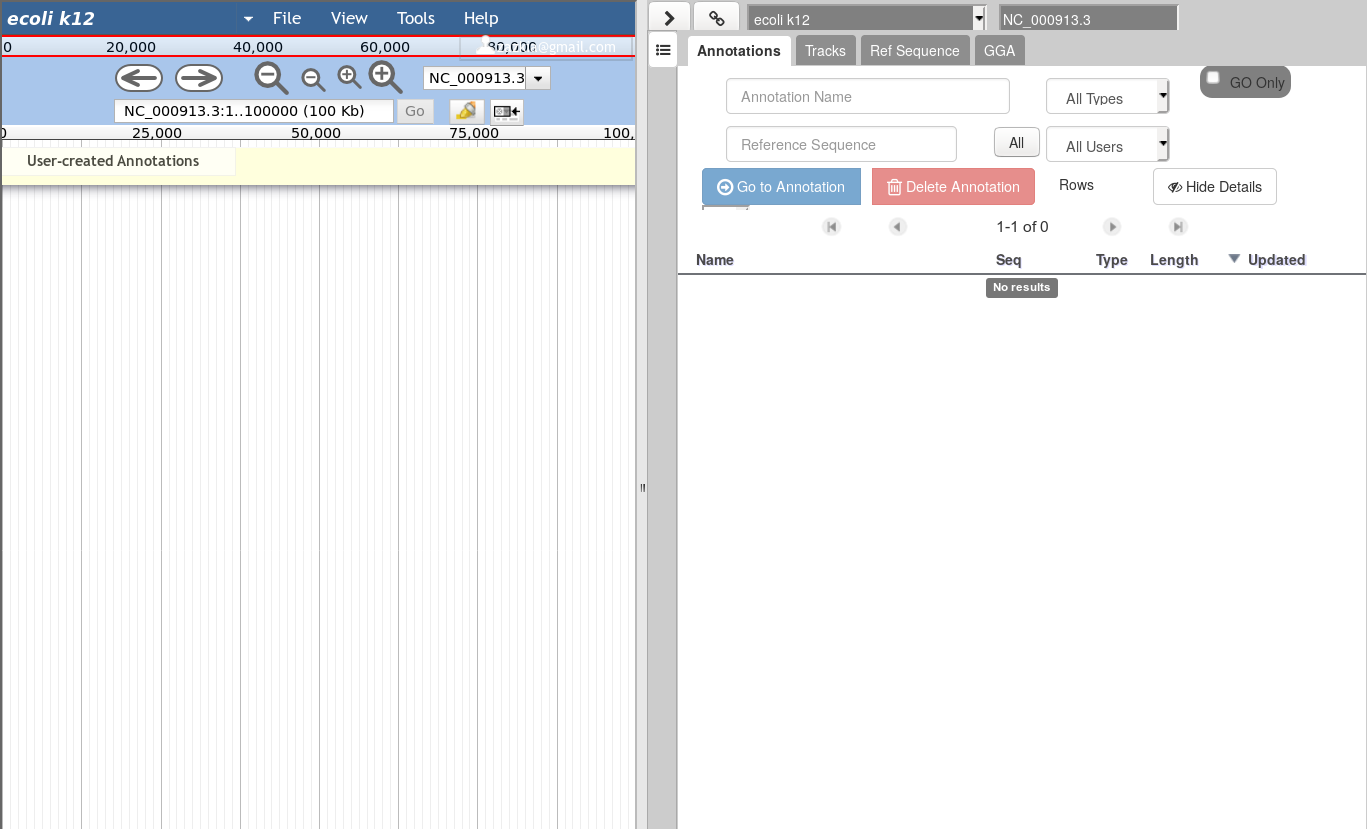 ecoli k12 File View Tools Help
0 20,000 40,000 60,000 80,000 @gmail.com
NC_000913.3
NC_000913.3:1..100000 (100 Kb) Go
0 25,000 50,000 75,000 100,
User-created Annotations
ecoli k12 NC_000913.3
Annotations Tracks Ref Sequence GGA
Annotation Name All Types GO Only
Reference Sequence All All Users
Go to Annotation Delete Annotation Rows Hide Details
1-1 of 0
Name Seq Type Length Updated
No results